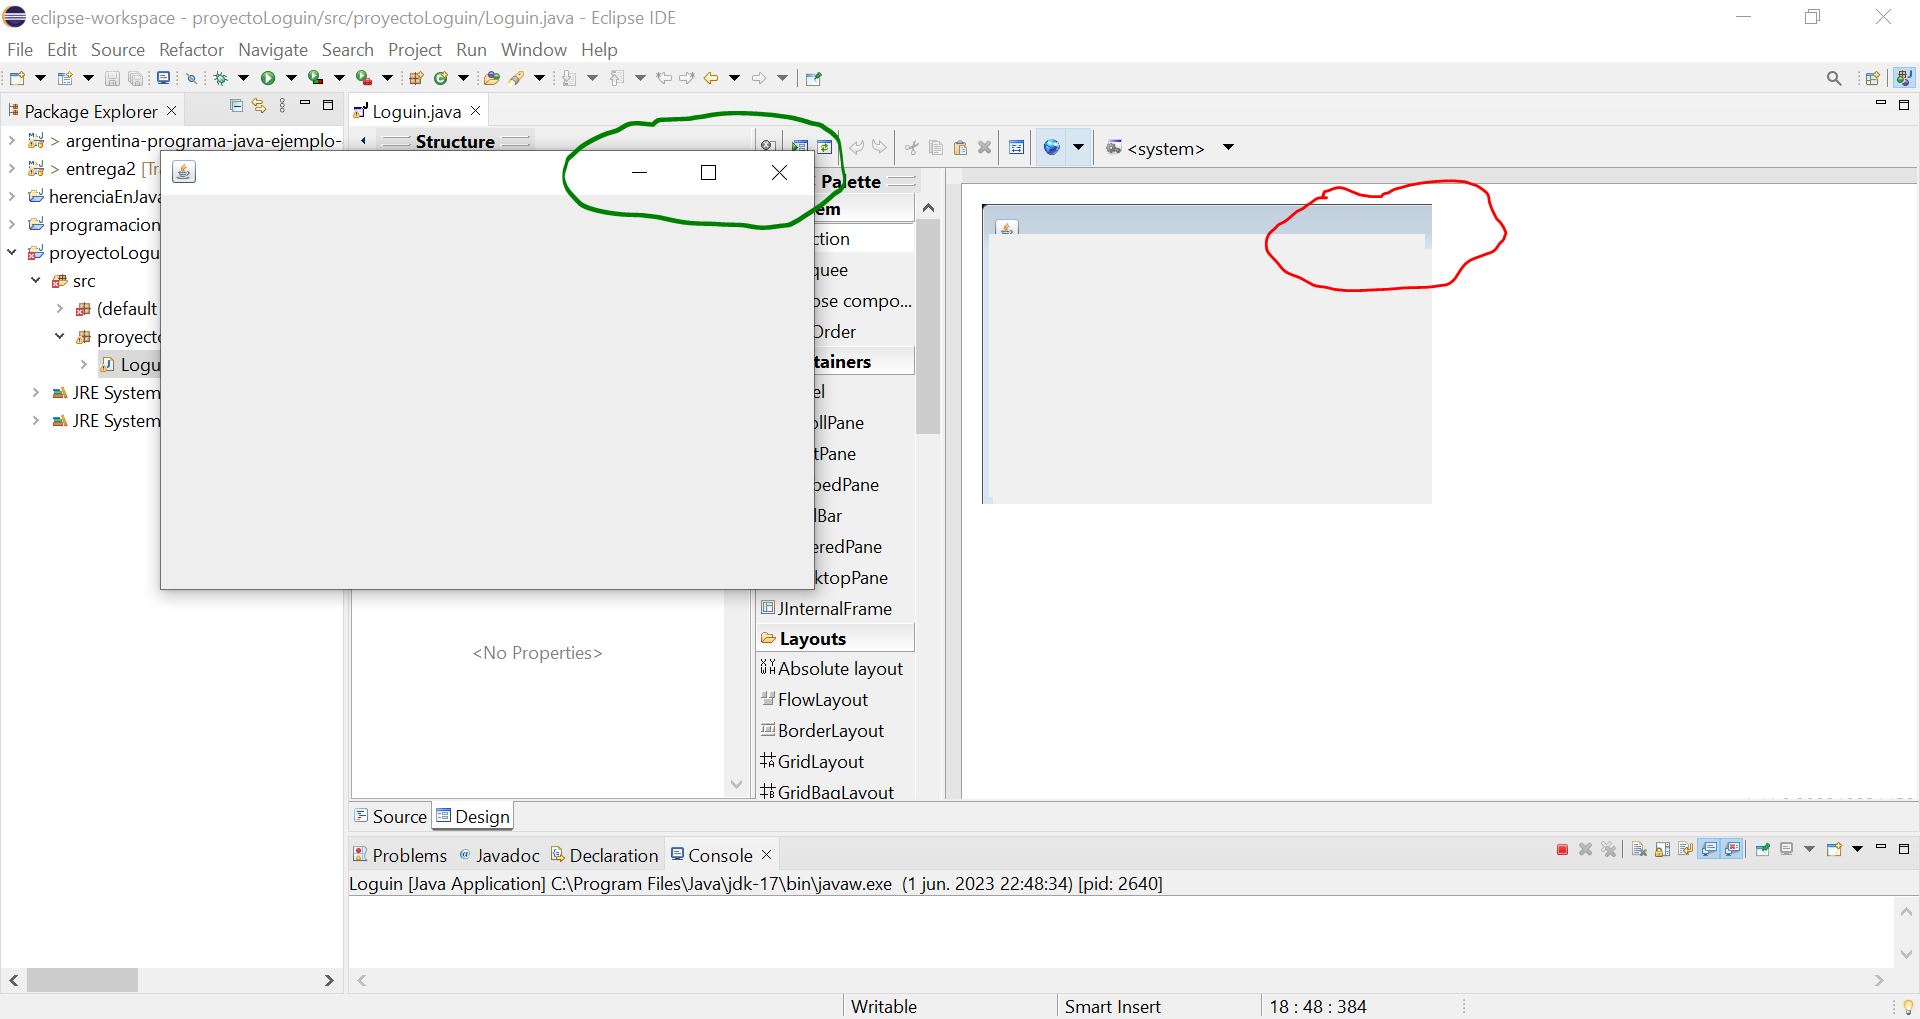 eclipse-workspace - proyectoLoguin/src/proyectoLoguin/Loguin.java - Eclipse IDE
File Edit Source Refactor Navigate Search Project Run Window Help
Package Explorer
Loguin.java
> argentina-programa-java-ejemplo-
> entrega2 [Tr
herenciaEnJava
programacion
proyectoLogu
src
(default
proyecto
Logu
JRE System
JRE System
Structure
<system>
Palette
em
ction
quee
ose compo...
Order
tainers
el
ollPane
tPane
bedPane
lBar
eredPane
ktopPane
JInternalFrame
Layouts
Absolute layout
FlowLayout
BorderLayout
GridLayout
GridBagLayout
<No Properties>
Source Design
Problems @ Javadoc Declaration Console
Loguin [Java Application] C:\Program Files\Java\jdk-17\bin\javaw.exe (1 jun. 2023 22:48:34) [pid: 2640]
Writable Smart Insert 18 : 48 : 384